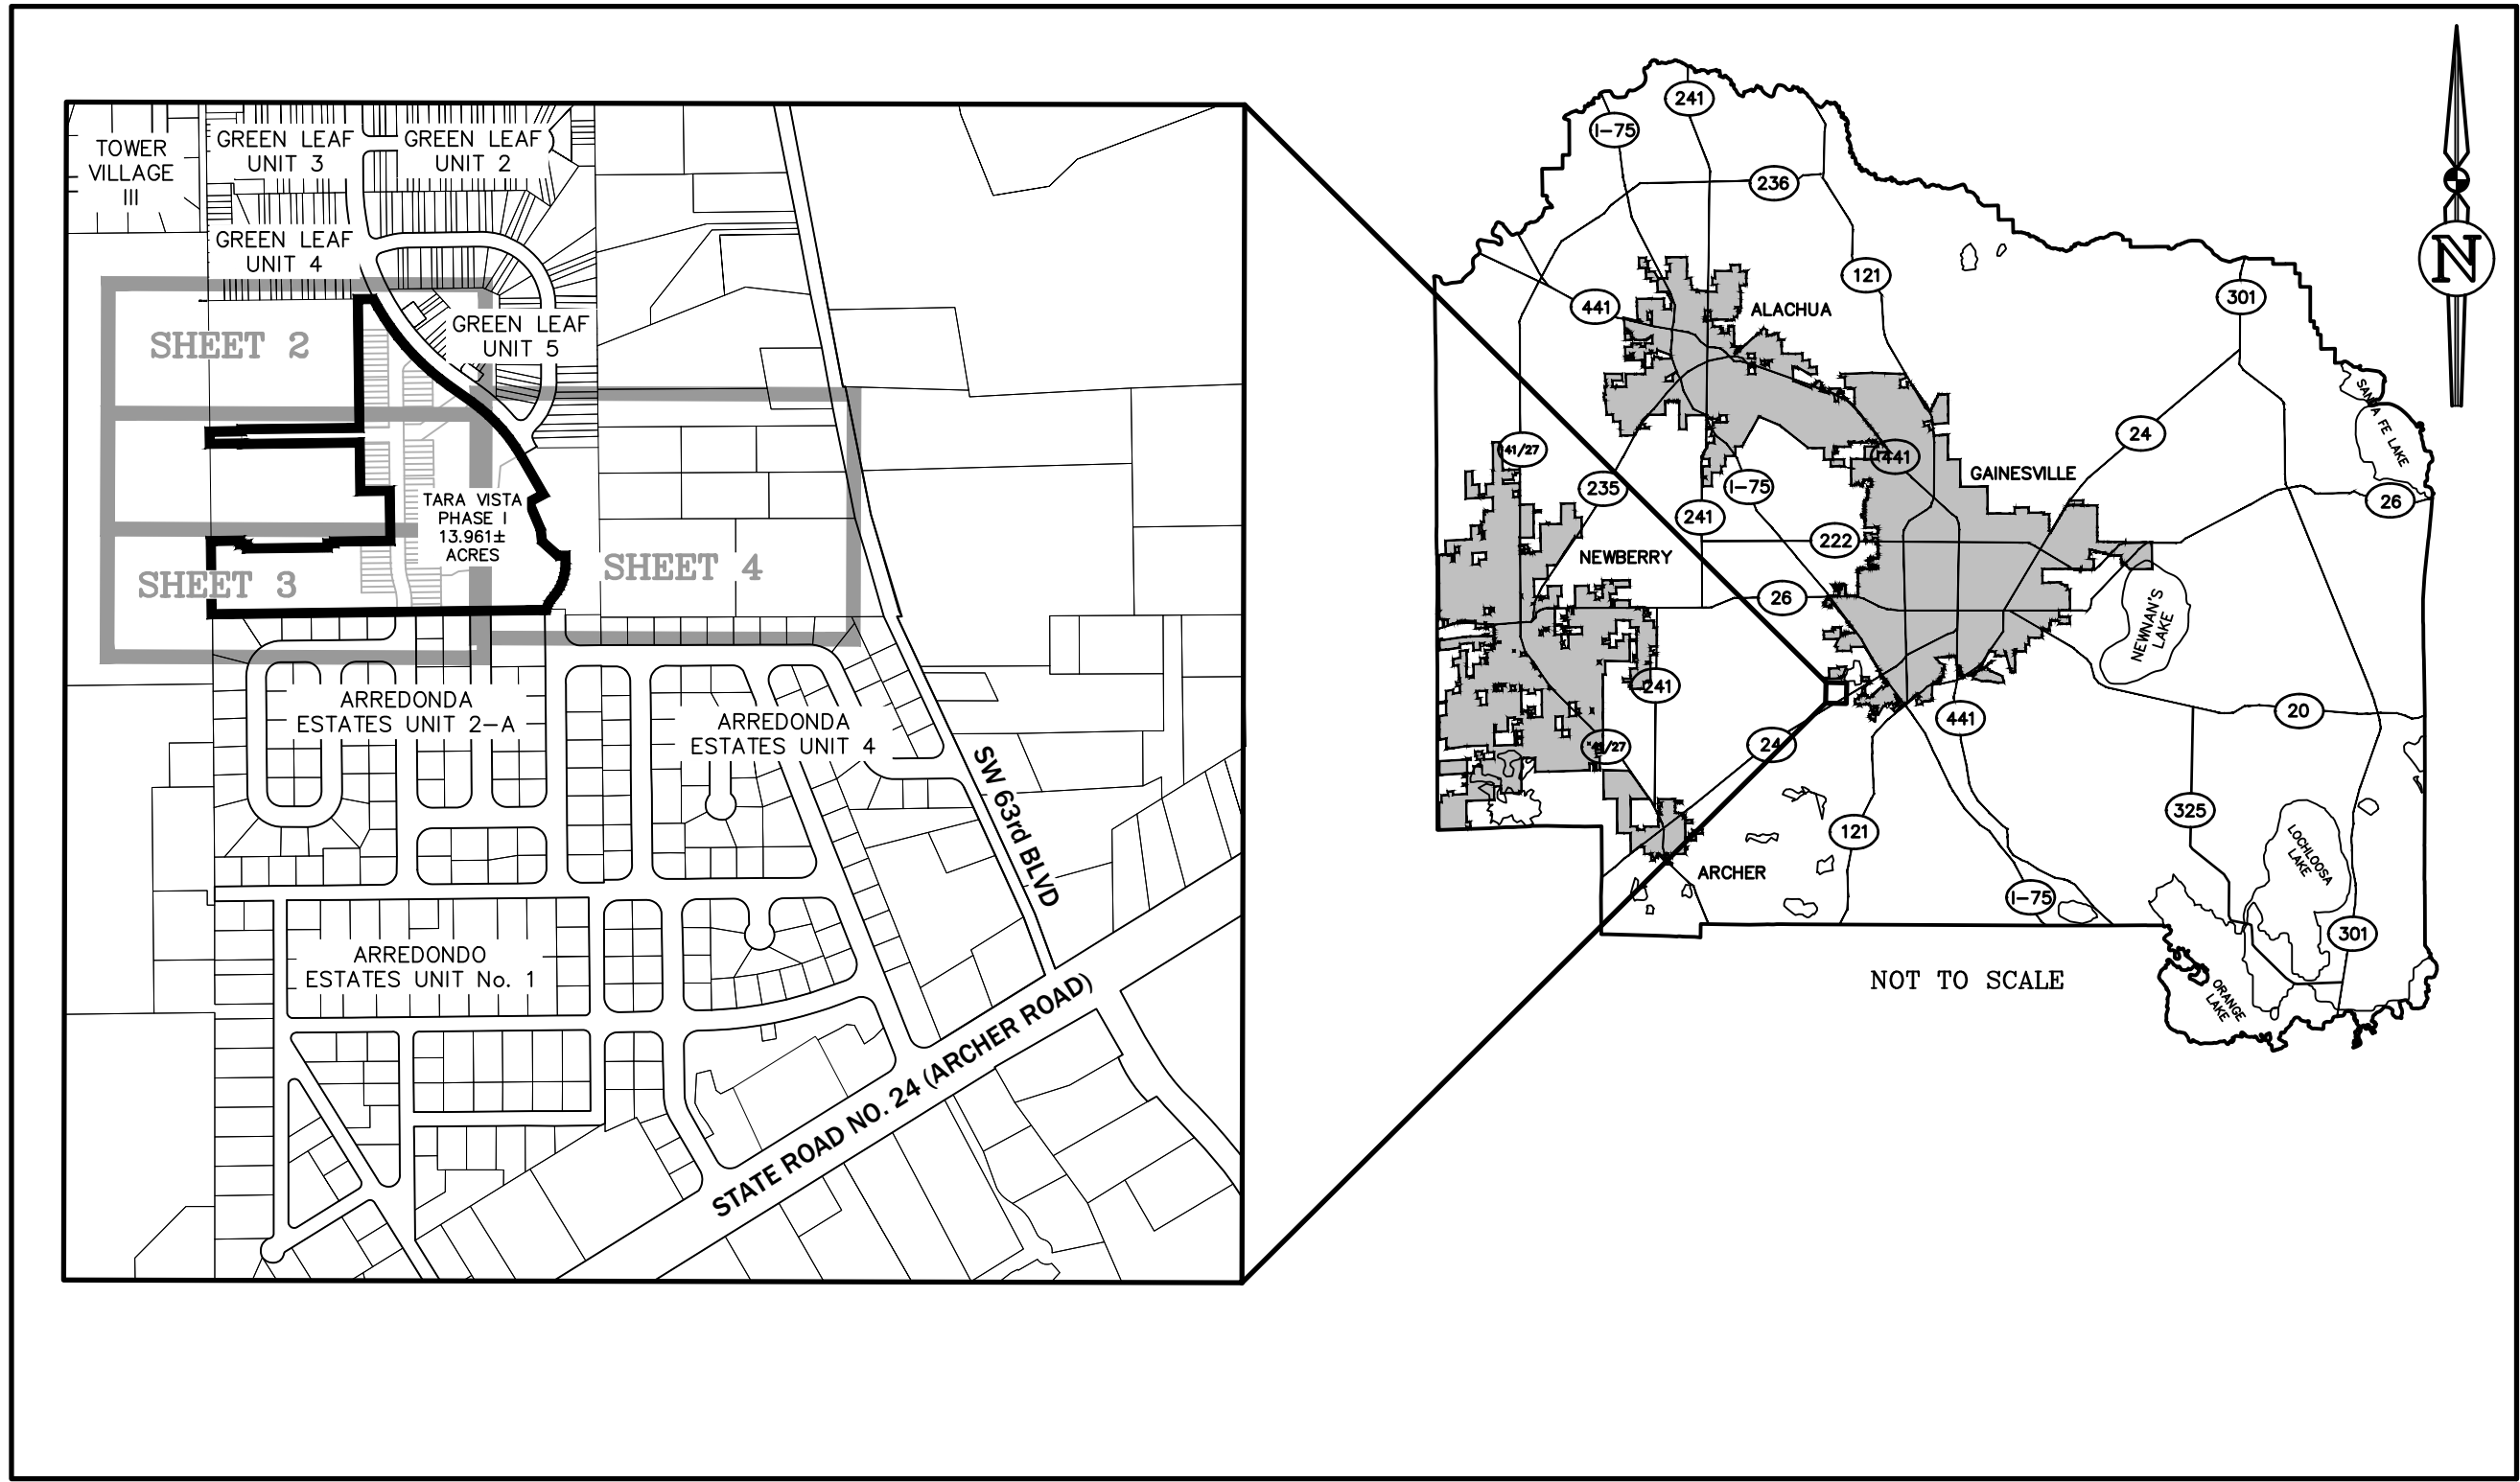 TOWER
VILLAGE
III
GREEN LEAF
UNIT 3
GREEN LEAF
UNIT 2
GREEN LEAF
UNIT 4
GREEN LEAF
UNIT 5
SHEET 2
TARA VISTA
PHASE I
13.961±
ACRES
SHEET 3
SHEET 4
ARREDONDA
ESTATES UNIT 2-A
ARREDONDA
ESTATES UNIT 4
SW 63rd BLVD
ARREDONDO
ESTATES UNIT No. 1
STATE ROAD NO. 24 (ARCHER ROAD)
241
I-75
236
N
121
301
441
ALACHUA
SANTA FE LAKE
24
41/27
441
GAINESVILLE
235
I-75
26
241
222
NEWBERRY
26
NEWNAN'S
LAKE
241
20
441
24
41/27
325
121
LOCHLOOSA
LAKE
ARCHER
I-75
301
NOT TO SCALE
ORANGE
LAKE